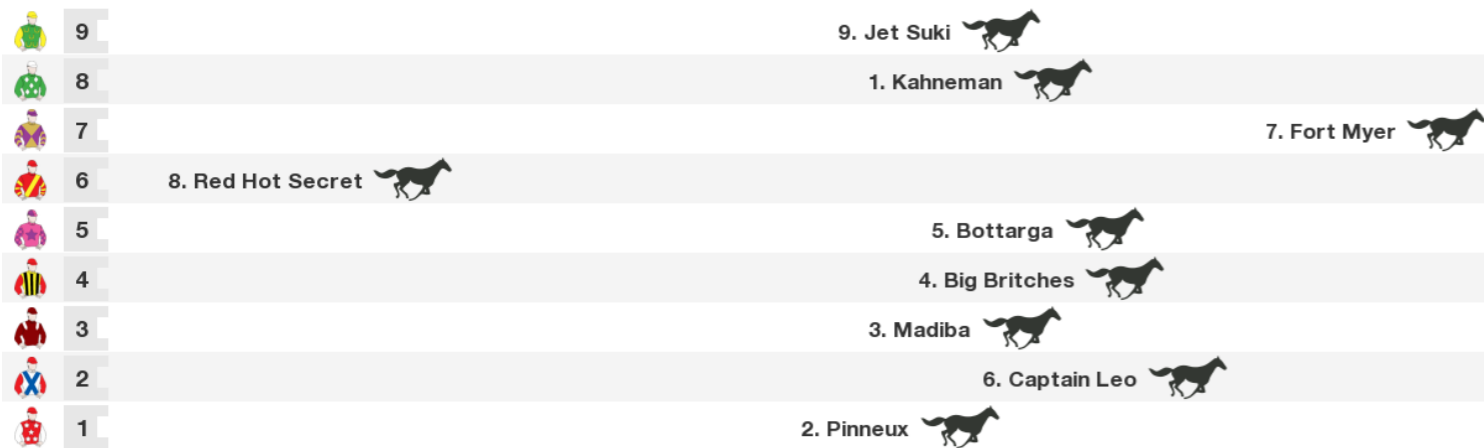 9 9. Jet Suki
8 1. Kahneman
7 7. Fort Myer
6 8. Red Hot Secret
5 5. Bottarga
4 4. Big Britches
3 3. Madiba
2 6. Captain Leo
1 2. Pinneux